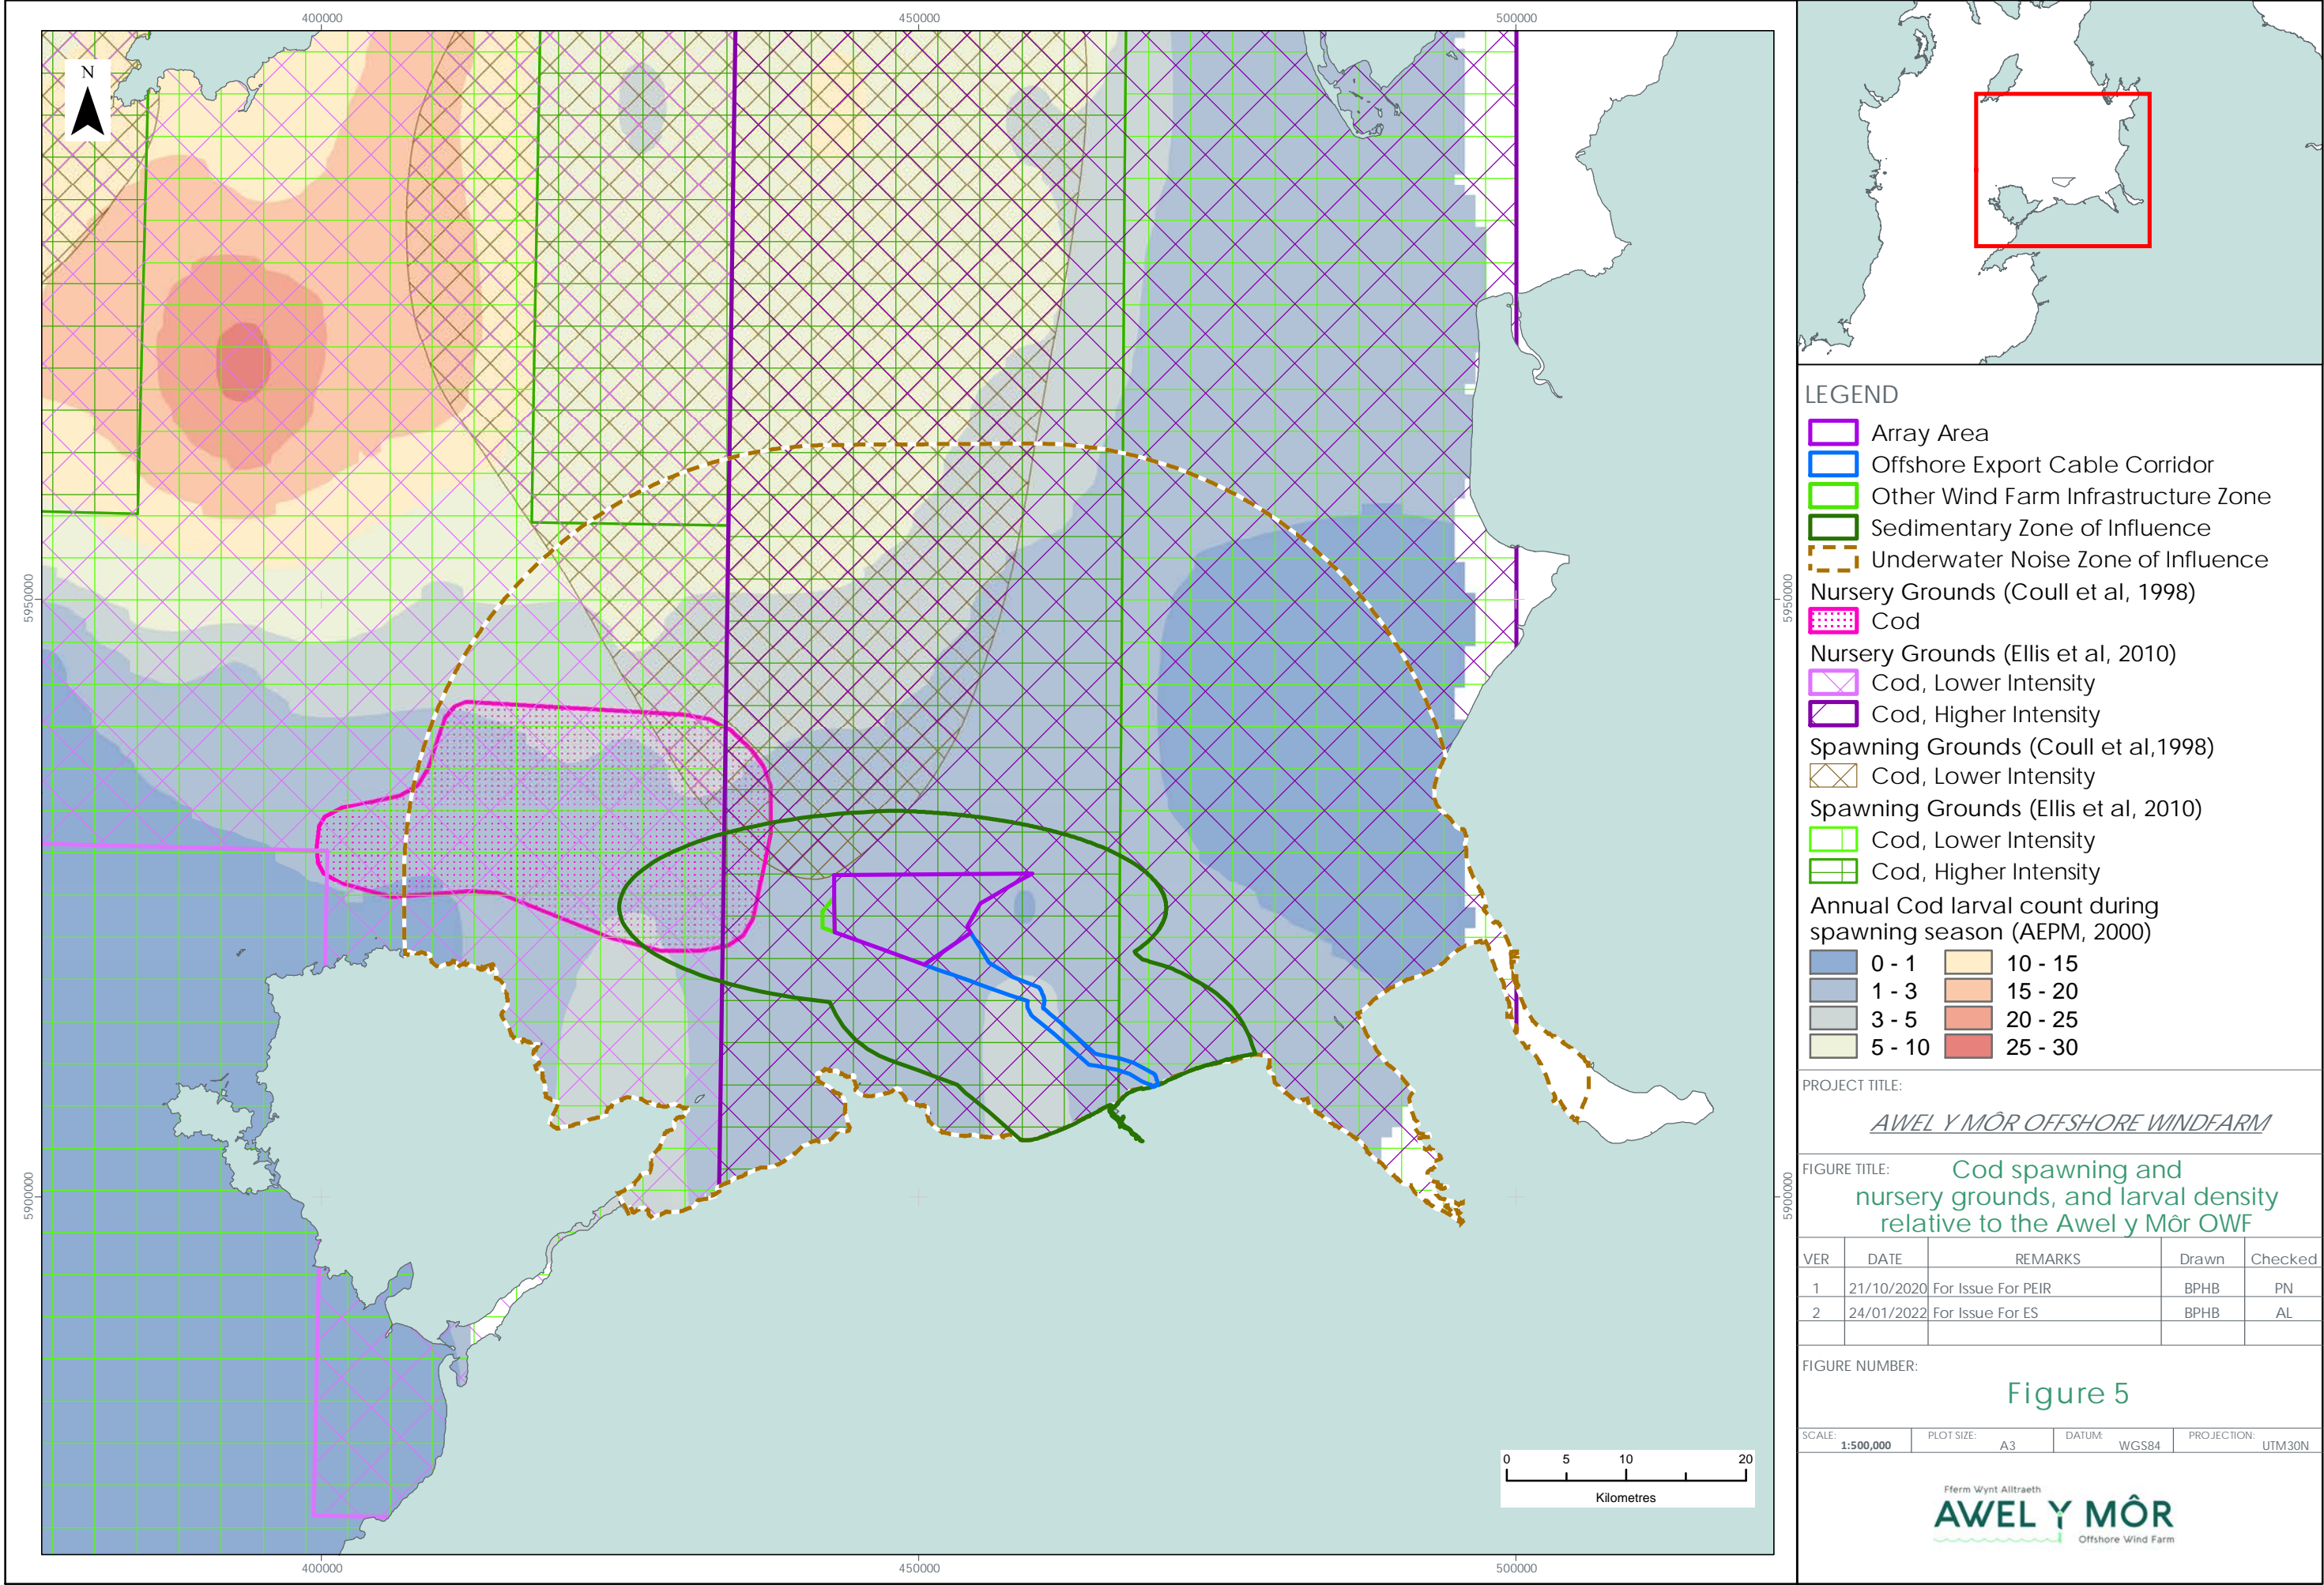 400000
450000
500000
N
5950000
5950000
5900000
5900000
0 5 10 20
Kilometres
400000
450000
500000
LEGEND
Array Area
Offshore Export Cable Corridor
Other Wind Farm Infrastructure Zone
Sedimentary Zone of Influence
Underwater Noise Zone of Influence
Nursery Grounds (Coull et al, 1998)
Cod
Nursery Grounds (Ellis et al, 2010)
Cod, Lower Intensity
Cod, Higher Intensity
Spawning Grounds (Coull et al,1998)
Cod, Lower Intensity
Spawning Grounds (Ellis et al, 2010)
Cod, Lower Intensity
Cod, Higher Intensity
Annual Cod larval count during
spawning season (AEPM, 2000)
0 - 1 10 - 15
1 - 3 15 - 20
3 - 5 20 - 25
5 - 10 25 - 30
PROJECT TITLE:
AWEL Y MÔR OFFSHORE WINDFARM
FIGURE TITLE: Cod spawning and
nursery grounds, and larval density
relative to the Awel y Môr OWF
VER DATE REMARKS Drawn Checked
1 21/10/2020 For Issue For PEIR BPHB PN
2 24/01/2022 For Issue For ES BPHB AL
FIGURE NUMBER:
Figure 5
SCALE: 1:500,000 PLOT SIZE: A3 DATUM: WGS84 PROJECTION: UTM30N
Fferm Wynt Alltraeth
AWEL Y MÔR
Offshore Wind Farm